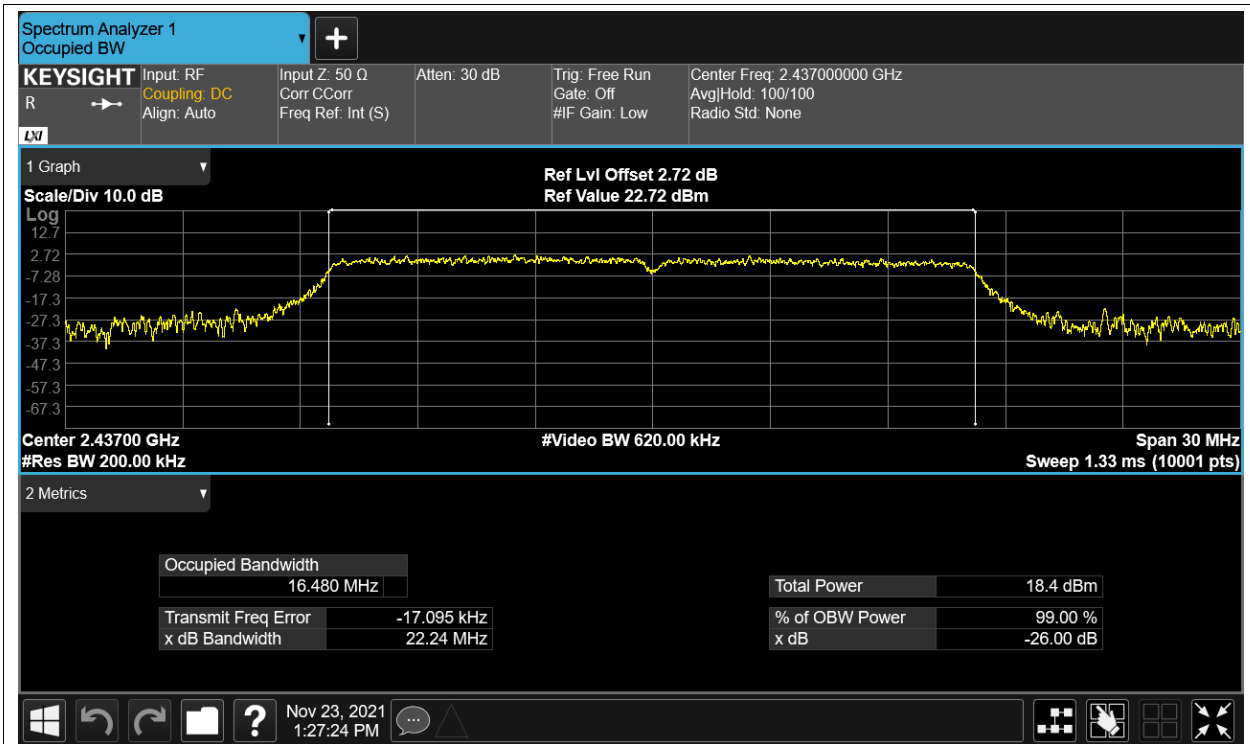 Spectrum Analyzer 1
Occupied BW
KEYSIGHT
R
LXI
Input: RF
Coupling: DC
Align: Auto
Input Z: 50 Ω
Corr CCorr
Freq Ref: Int (S)
Atten: 30 dB
Trig: Free Run
Gate: Off
#IF Gain: Low
Center Freq: 2.437000000 GHz
Avg|Hold: 100/100
Radio Std: None
1 Graph
Scale/Div 10.0 dB
Ref Lvl Offset 2.72 dB
Ref Value 22.72 dBm
Log
12.7
2.72
-7.28
-17.3
-27.3
-37.3
-47.3
-57.3
-67.3
Center 2.43700 GHz
#Res BW 200.00 kHz
#Video BW 620.00 kHz
Span 30 MHz
Sweep 1.33 ms (10001 pts)
2 Metrics
Occupied Bandwidth
16.480 MHz
Transmit Freq Error -17.095 kHz
x dB Bandwidth 22.24 MHz
Total Power 18.4 dBm
% of OBW Power 99.00 %
x dB -26.00 dB
?
Nov 23, 2021
1:27:24 PM